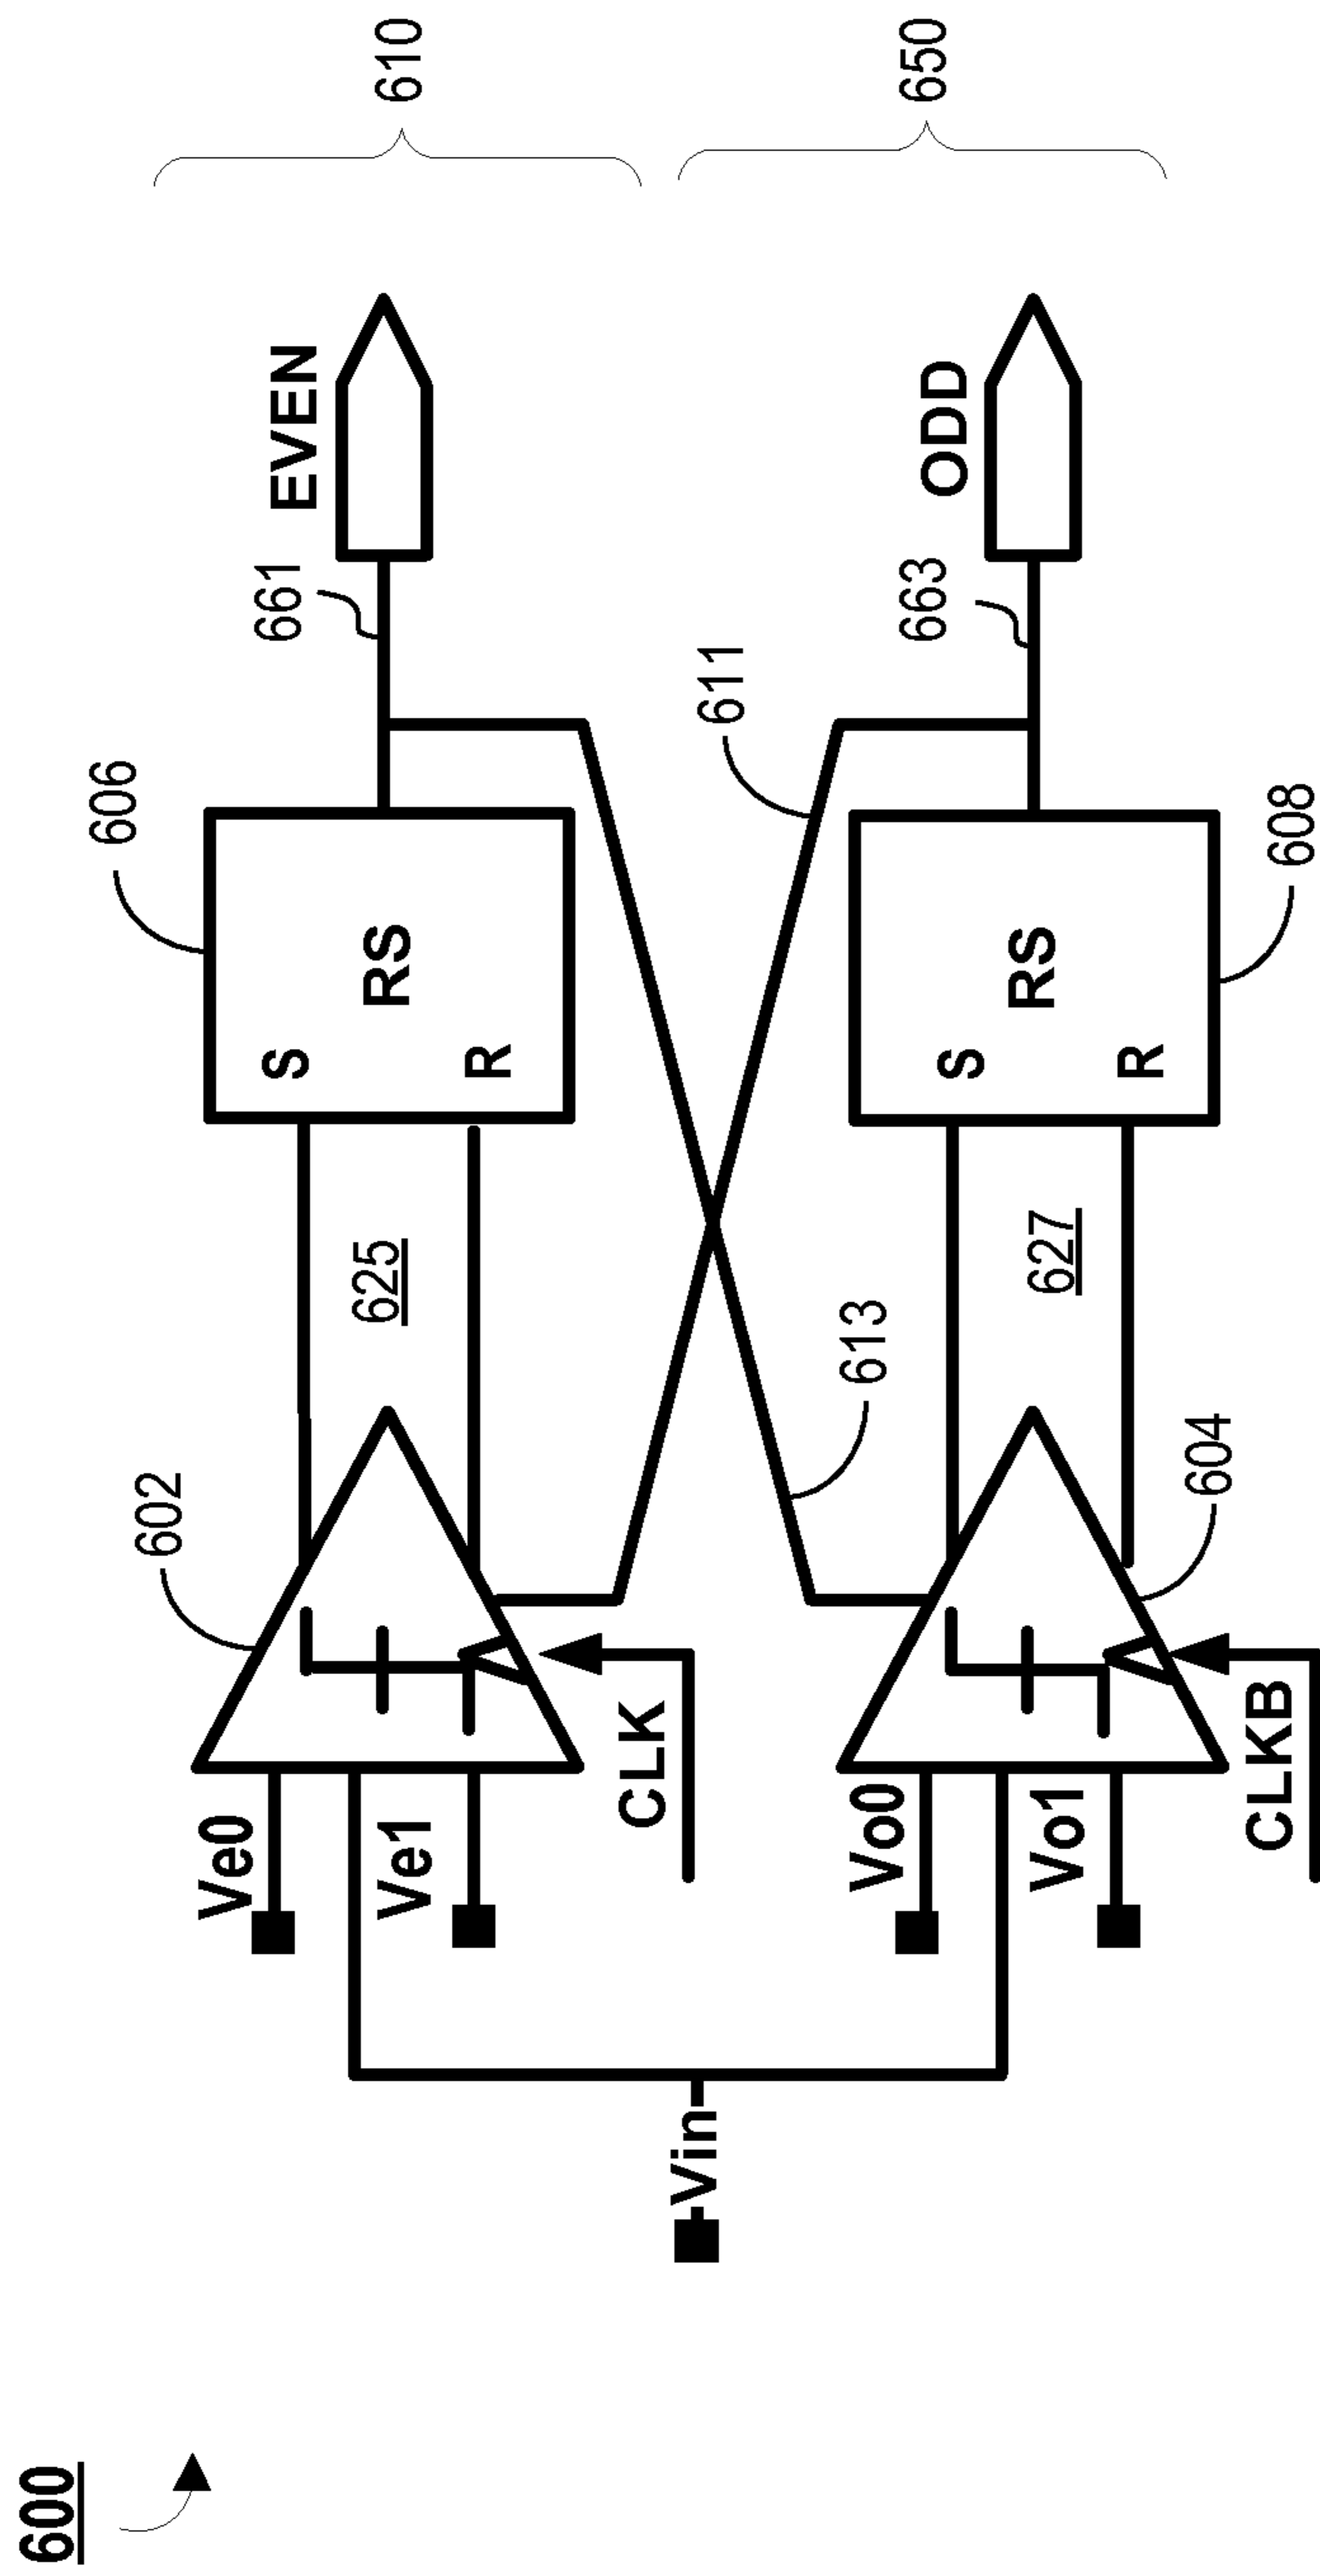 600
Vin
Ve0
Ve1
CLK
602
625
S
R
RS
606
661
EVEN
610
613
611
Vo0
Vo1
CLKB
604
627
S
R
RS
608
663
ODD
650